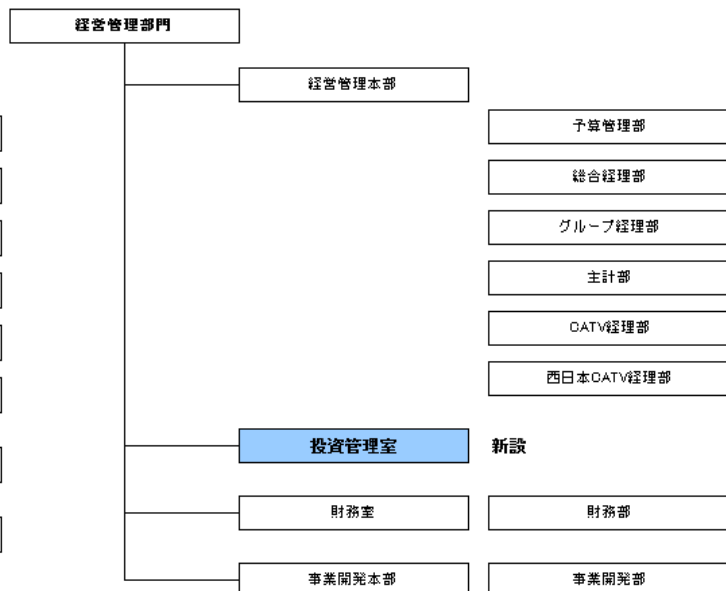 経営管理部門
経営管理本部
予算管理部
総合経理部
グループ経理部
主計部
CATV経理部
西日本CATV経理部
投資管理室 新設
財務室 財務部
事業開発本部 事業開発部